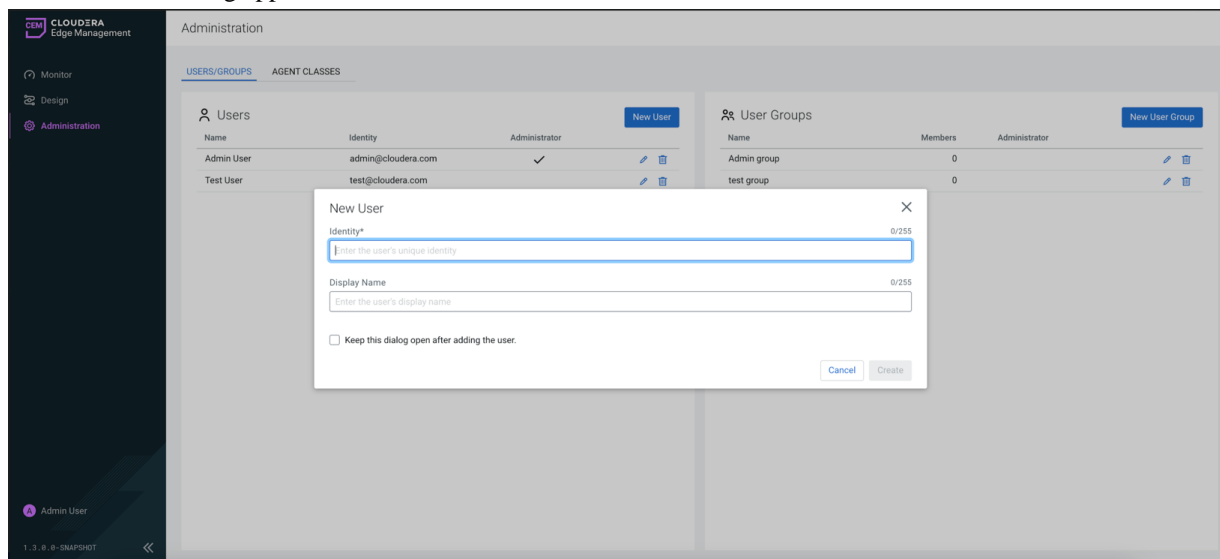 CEM CLOUDERA
Edge Management
Administration
Monitor
Design
Administration
USERS/GROUPS AGENT CLASSES
Users New User
Name Identity Administrator
Admin User admin@cloudera.com
Test User test@cloudera.com
User Groups New User Group
Name Members Administrator
Admin group 0
test group 0
New User
Identity* 0/255
Enter the user's unique identity
Display Name 0/255
Enter the user's display name
Keep this dialog open after adding the user.
Cancel Create
A Admin User
1.3.0.0-SNAPSHOT